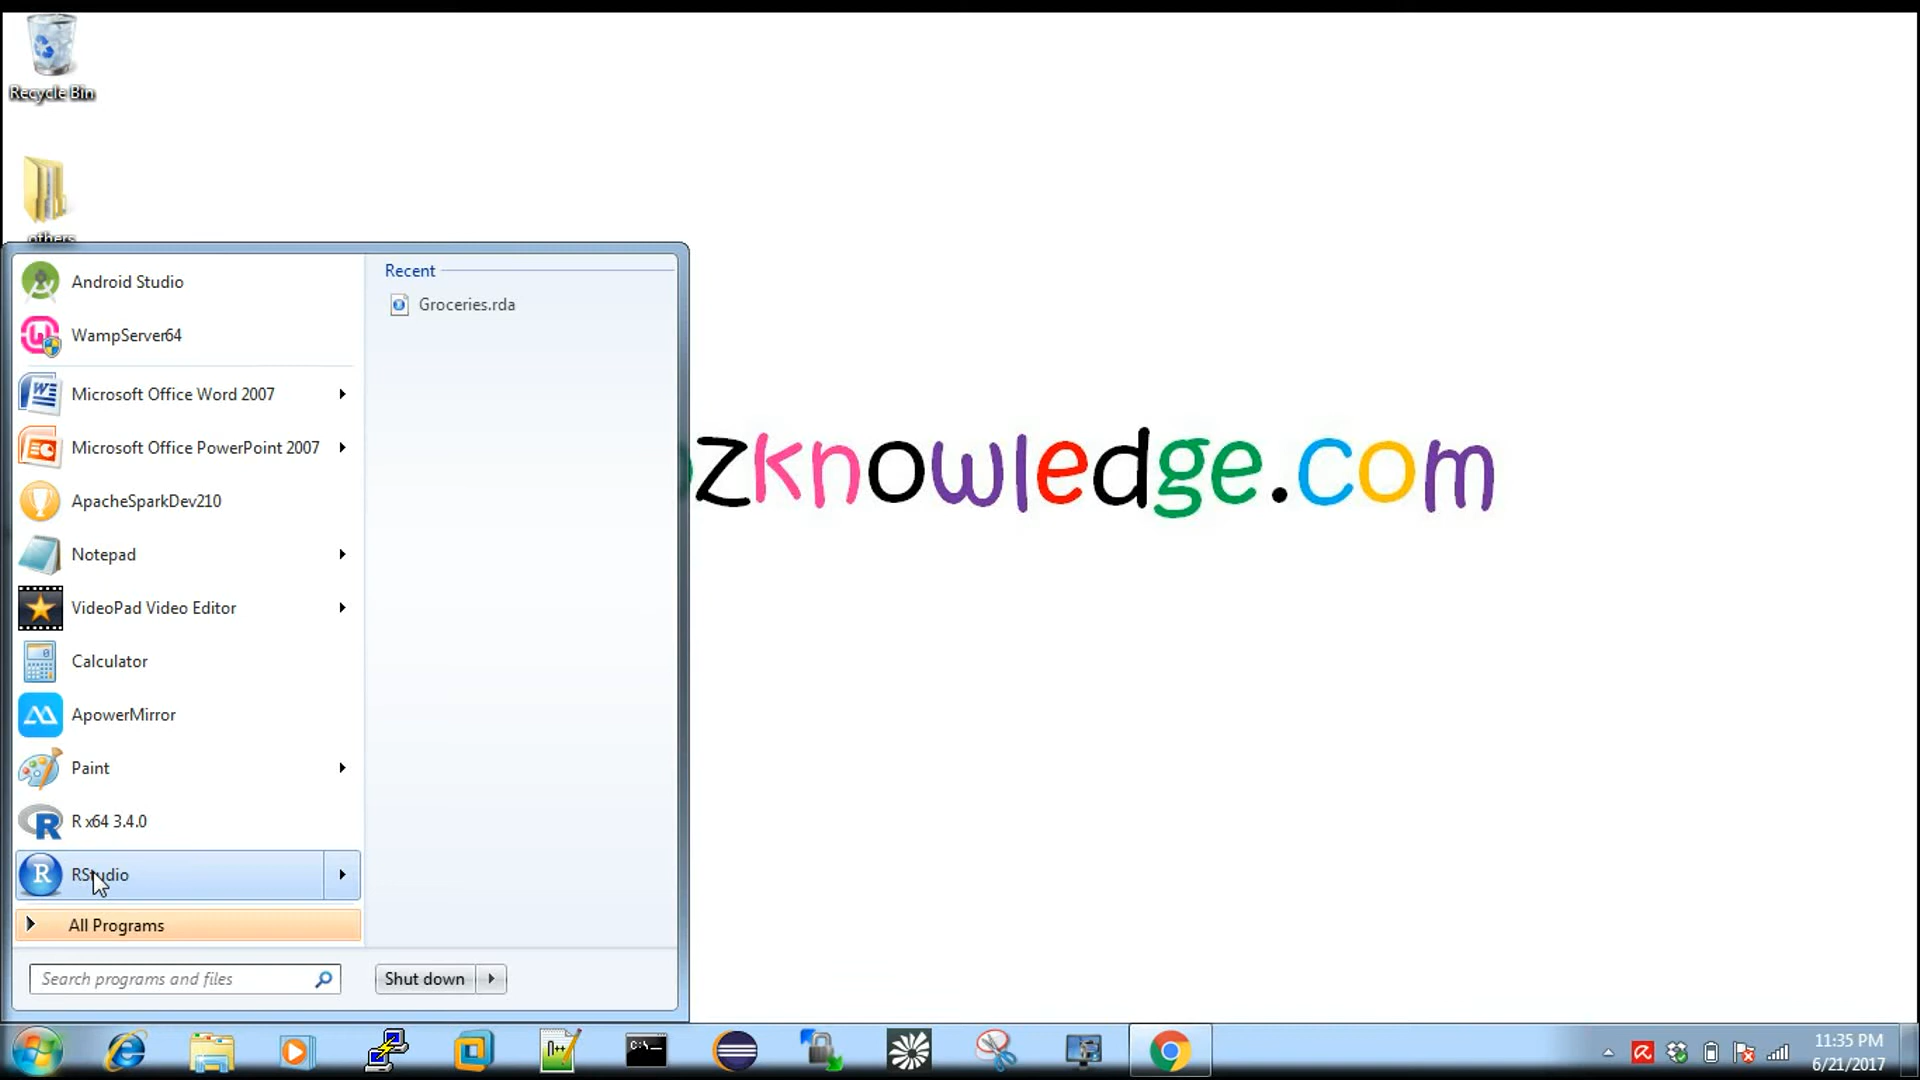 Recycle Bin
others
Android Studio
WampServer64
Microsoft Office Word 2007
Microsoft Office PowerPoint 2007
ApacheSparkDev210
Notepad
VideoPad Video Editor
Calculator
ApowerMirror
Paint
R x64 3.4.0
RStudio
All Programs
Search programs and files
Shut down
Recent
Groceries.rda
zknowledge.com
C:\
11:35 PM
6/21/2017